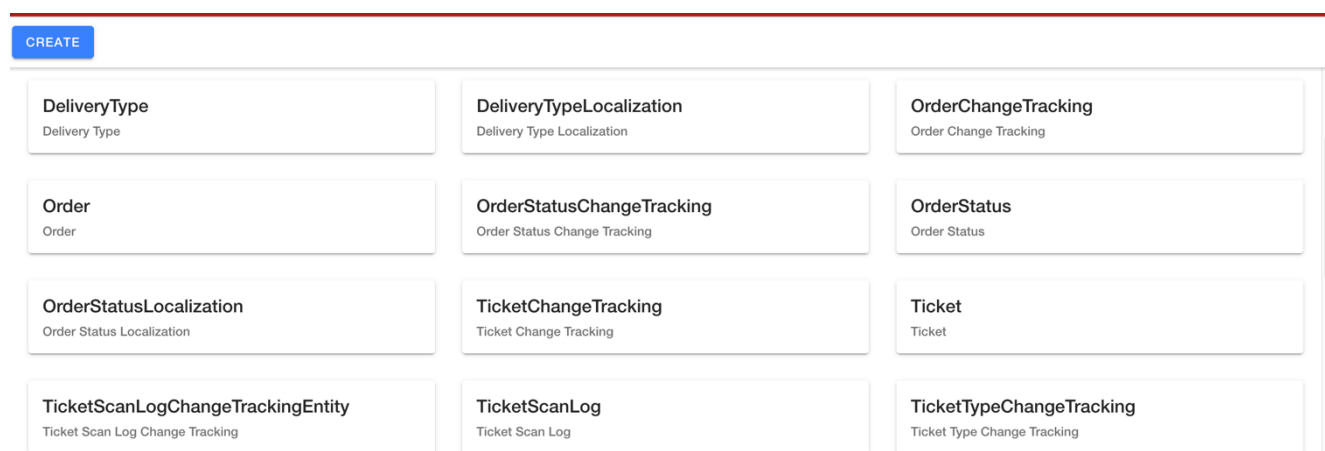 CREATE
DeliveryType
Delivery Type
DeliveryTypeLocalization
Delivery Type Localization
OrderChangeTracking
Order Change Tracking
Order
Order
OrderStatusChangeTracking
Order Status Change Tracking
OrderStatus
Order Status
OrderStatusLocalization
Order Status Localization
TicketChangeTracking
Ticket Change Tracking
Ticket
Ticket
TicketScanLogChangeTrackingEntity
Ticket Scan Log Change Tracking
TicketScanLog
Ticket Scan Log
TicketTypeChangeTracking
Ticket Type Change Tracking